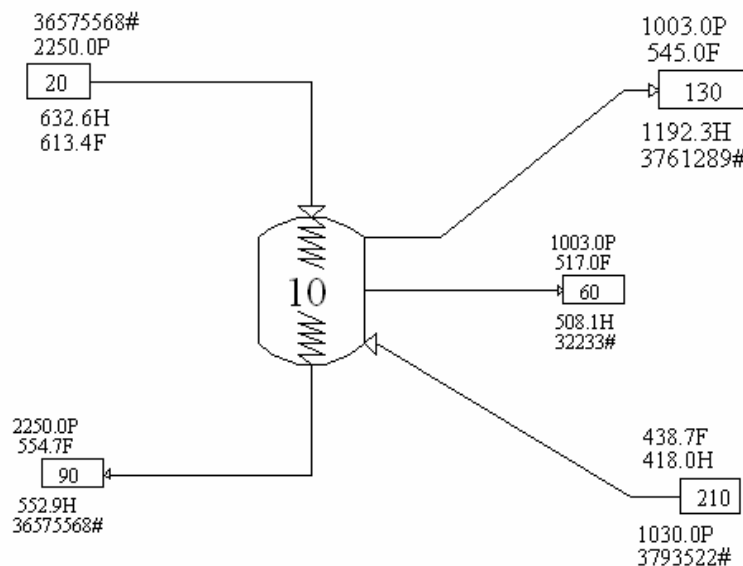 36575568#
2250.0P
20
632.6H
613.4F
1003.0P
545.0F
130
1192.3H
3761289#
10
1003.0P
517.0F
60
508.1H
32233#
2250.0P
554.7F
90
552.9H
36575568#
438.7F
418.0H
210
1030.0P
3793522#